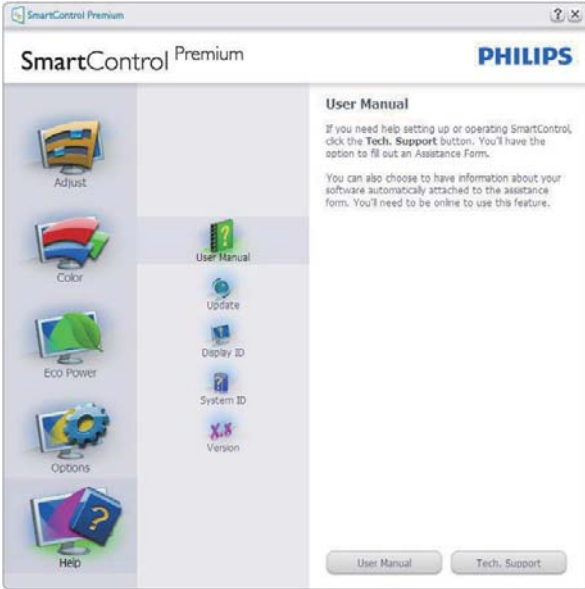 SmartControl Premium
? ×
SmartControl Premium
PHILIPS
Adjust
Color
Eco Power
Options
Help
User Manual
Update
Display ID
System ID
X.X
Version
User Manual
If you need help setting up or operating SmartControl,
click the Tech. Support button. You'll have the
option to fill out an Assistance Form.
You can also choose to have information about your
software automatically attached to the assistance
form. You'll need to be online to use this feature.
User Manual
Tech. Support